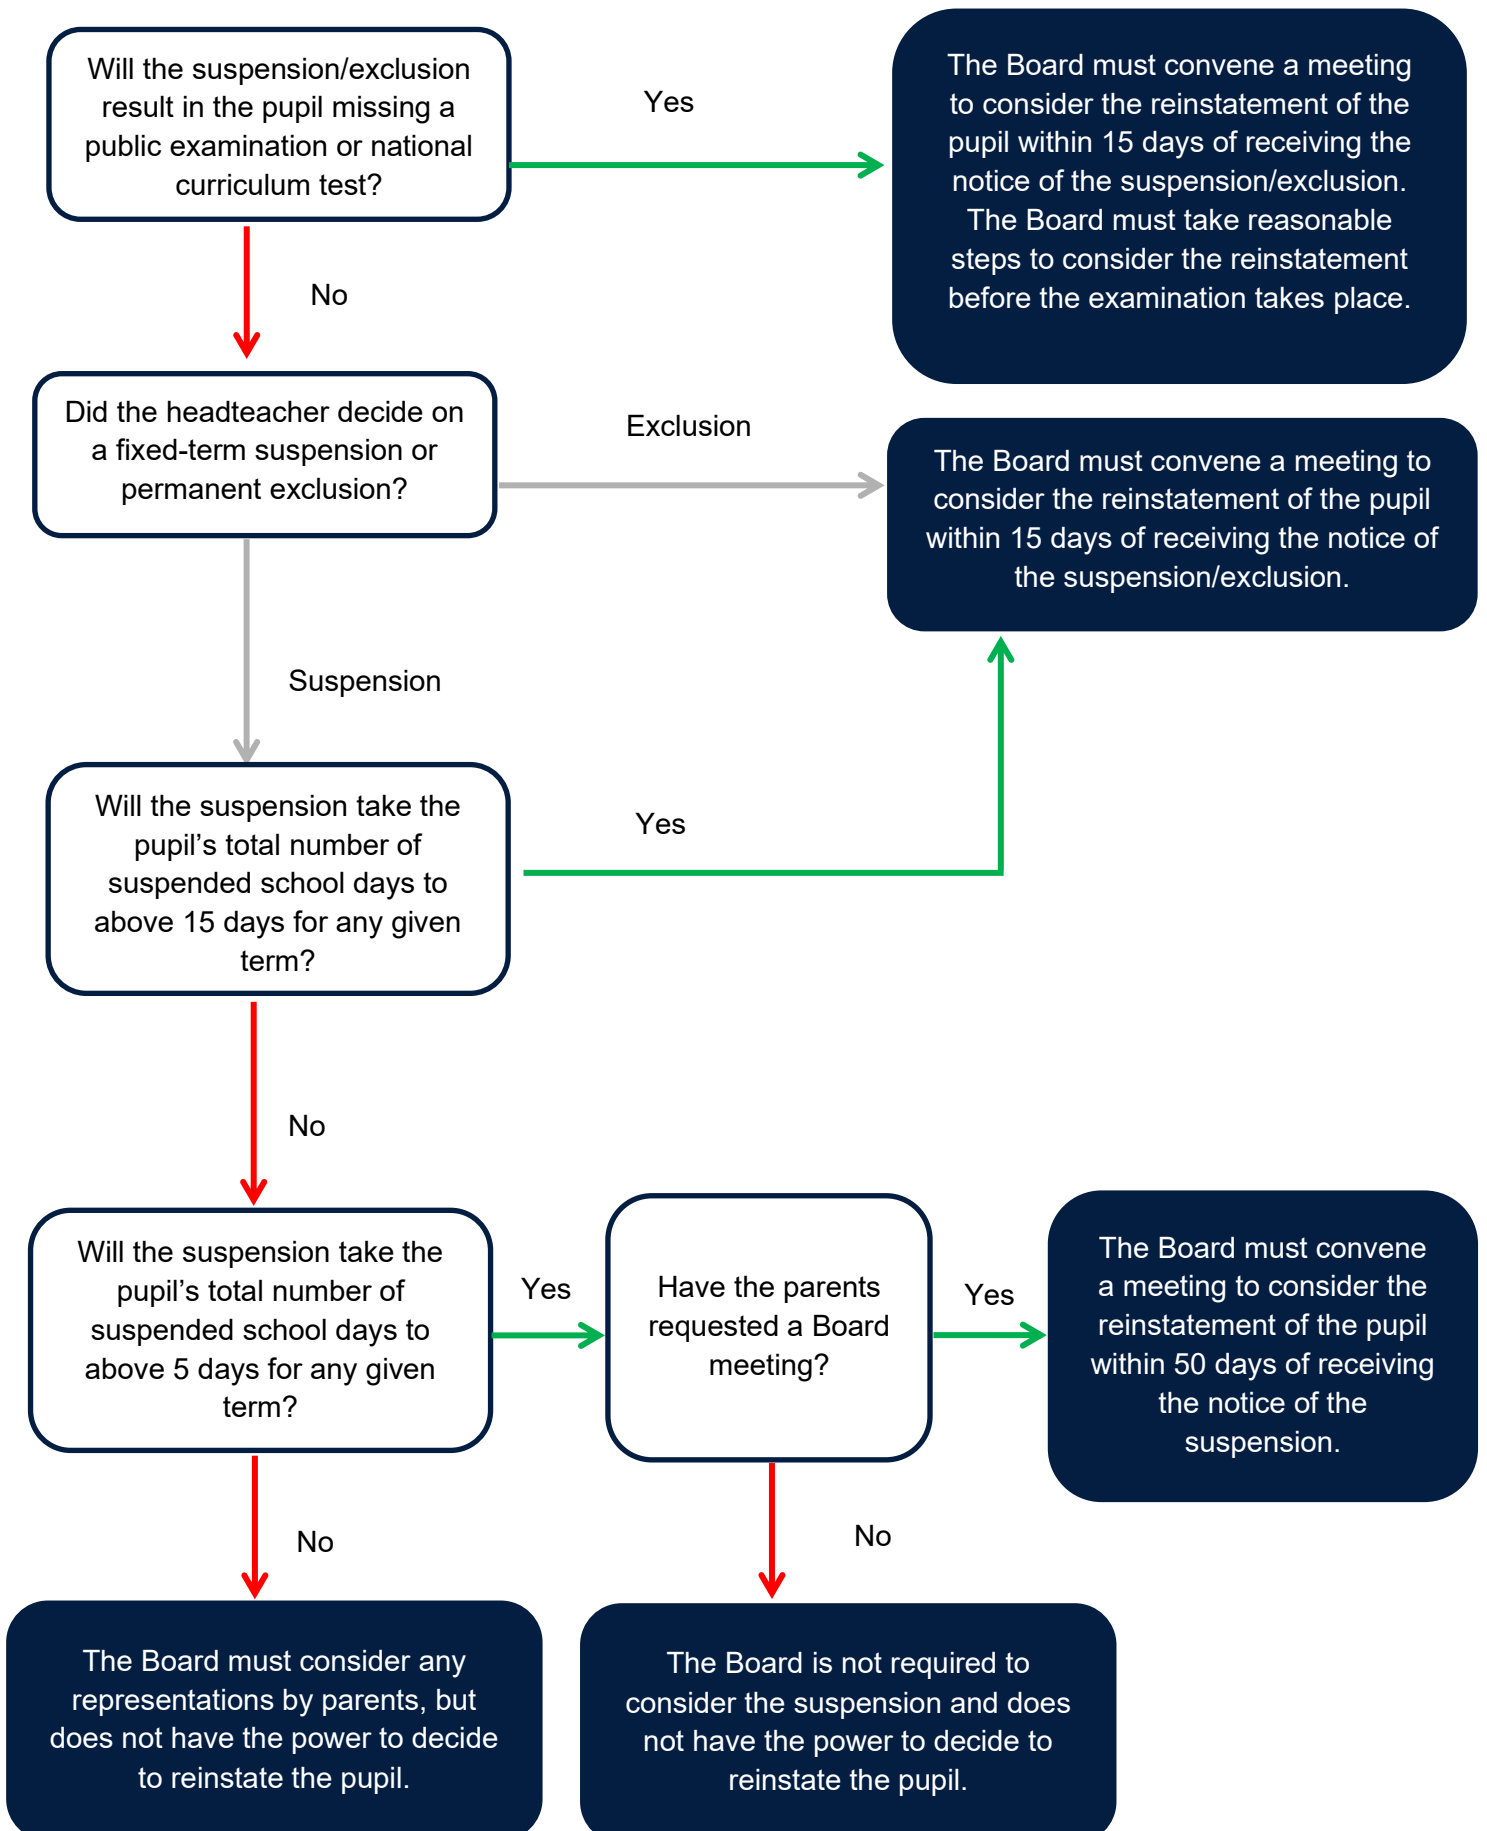 Will the suspension/exclusion
result in the pupil missing a
public examination or national
curriculum test?
Yes
The Board must convene a meeting
to consider the reinstatement of the
pupil within 15 days of receiving the
notice of the suspension/exclusion.
The Board must take reasonable
steps to consider the reinstatement
before the examination takes place.
No
Did the headteacher decide on
a fixed-term suspension or
permanent exclusion?
Exclusion
The Board must convene a meeting to
consider the reinstatement of the pupil
within 15 days of receiving the notice of
the suspension/exclusion.
Suspension
Will the suspension take the
pupil’s total number of
suspended school days to
above 15 days for any given
term?
Yes
No
Will the suspension take the
pupil’s total number of
suspended school days to
above 5 days for any given
term?
Yes
Have the parents
requested a Board
meeting?
Yes
The Board must convene
a meeting to consider the
reinstatement of the pupil
within 50 days of receiving
the notice of the
suspension.
No
No
The Board must consider any
representations by parents, but
does not have the power to decide
to reinstate the pupil.
The Board is not required to
consider the suspension and does
not have the power to decide to
reinstate the pupil.